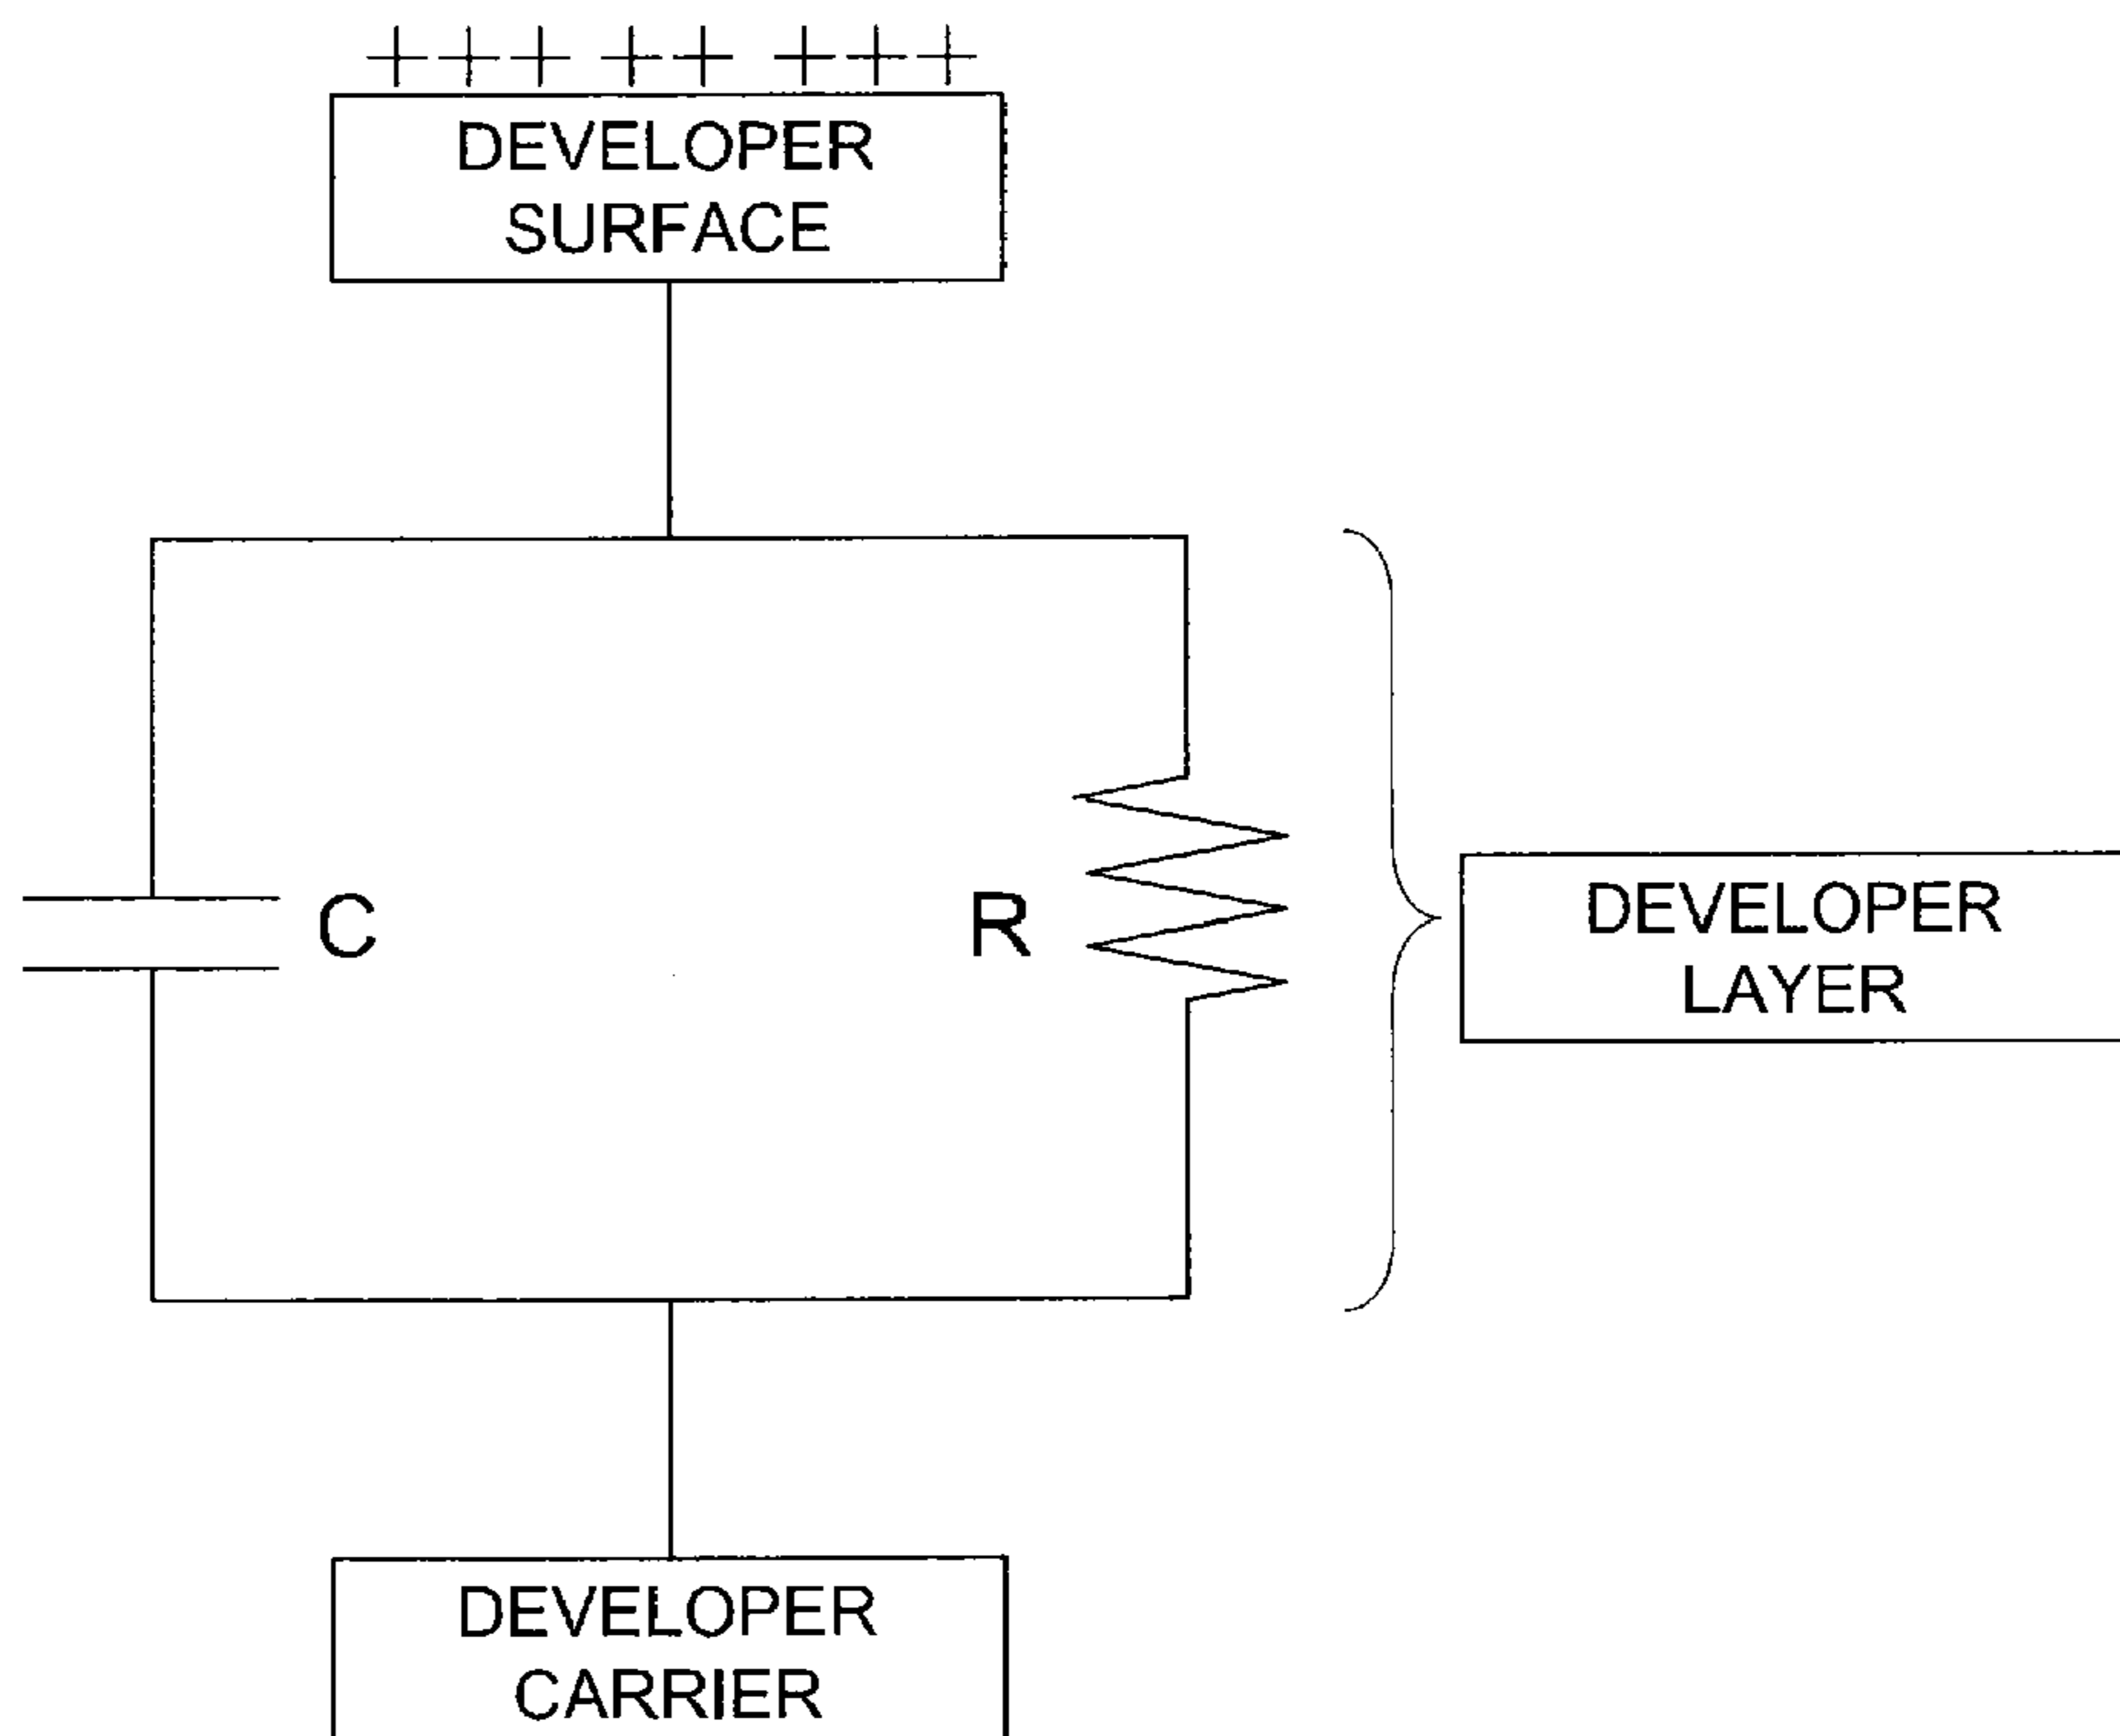 +++ ++ +++
DEVELOPER
SURFACE
C
R
DEVELOPER
LAYER
DEVELOPER
CARRIER